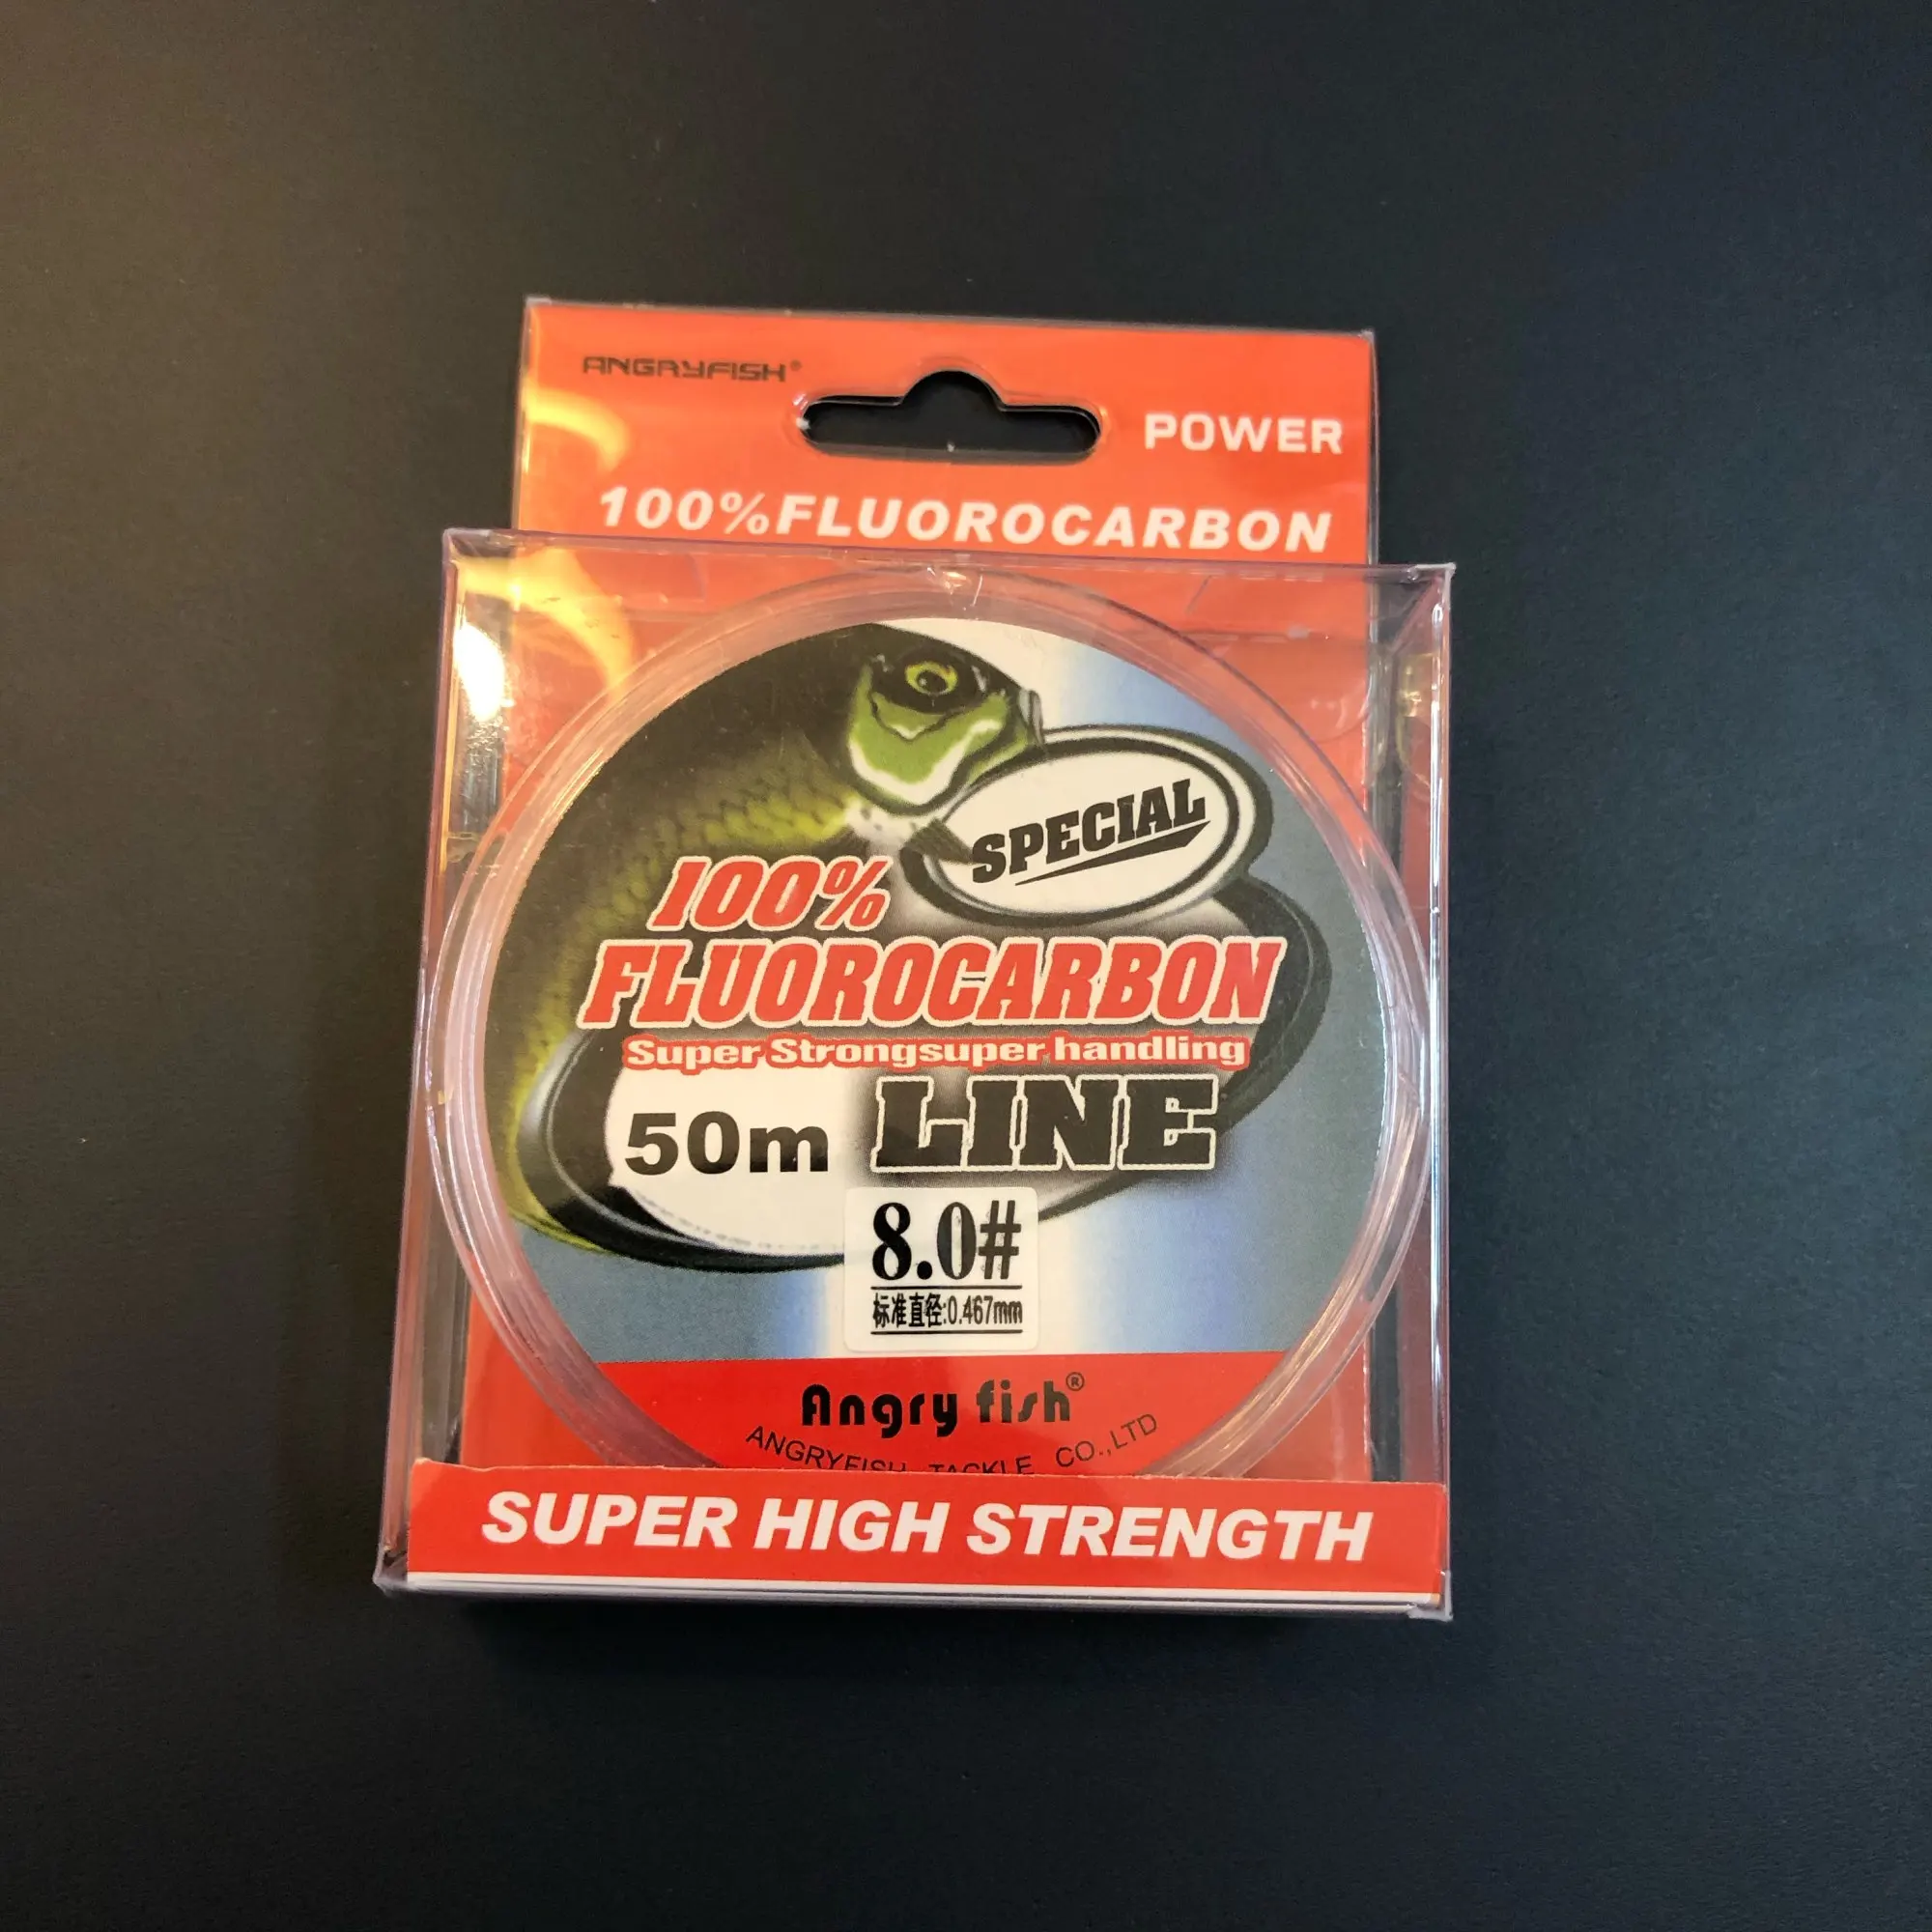 ANGRYFISH®
POWER
100%FLUOROCARBON
SPECIAL
100%
FLUOROCARBON
Super Strongsuper handling
50m LINE
8.0#
标准直径:0.467mm
Angry fish®
ANGRYFISH TACKLE CO.,LTD
SUPER HIGH STRENGTH